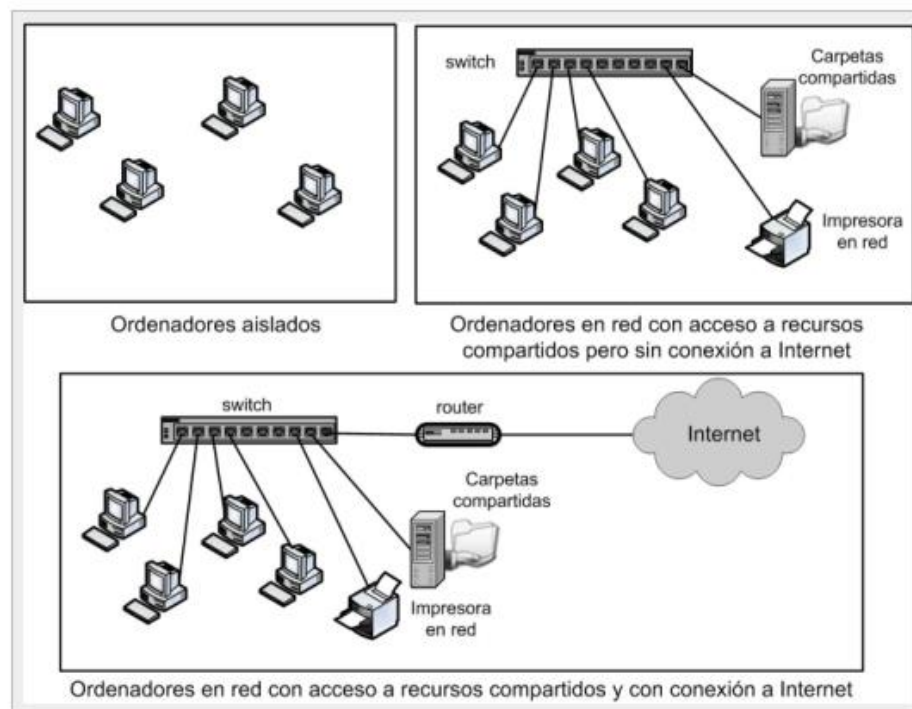 switch
Carpetas
compartidas
Impresora
en red
Ordenadores aislados
Ordenadores en red con acceso a recursos
compartidos pero sin conexión a Internet
switch
router
Internet
Carpetas
compartidas
Impresora
en red
Ordenadores en red con acceso a recursos compartidos y con conexión a Internet